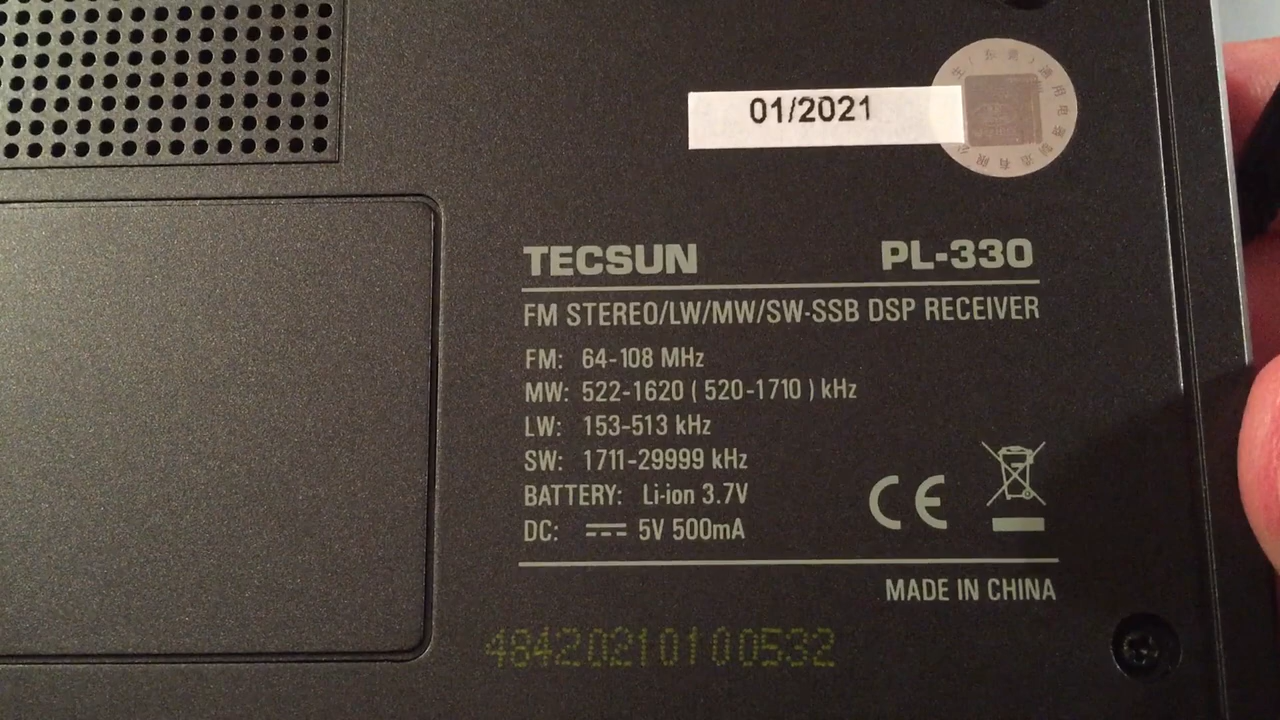 01/2021
TECSUN PL-330
FM STEREO/LW/MW/SW-SSB DSP RECEIVER
FM: 64-108 MHz
MW: 522-1620 ( 520-1710 ) kHz
LW: 153-513 kHz
SW: 1711-29999 kHz
BATTERY: Li-ion 3.7V
DC: 5V 500mA
CE
MADE IN CHINA
48420210100532